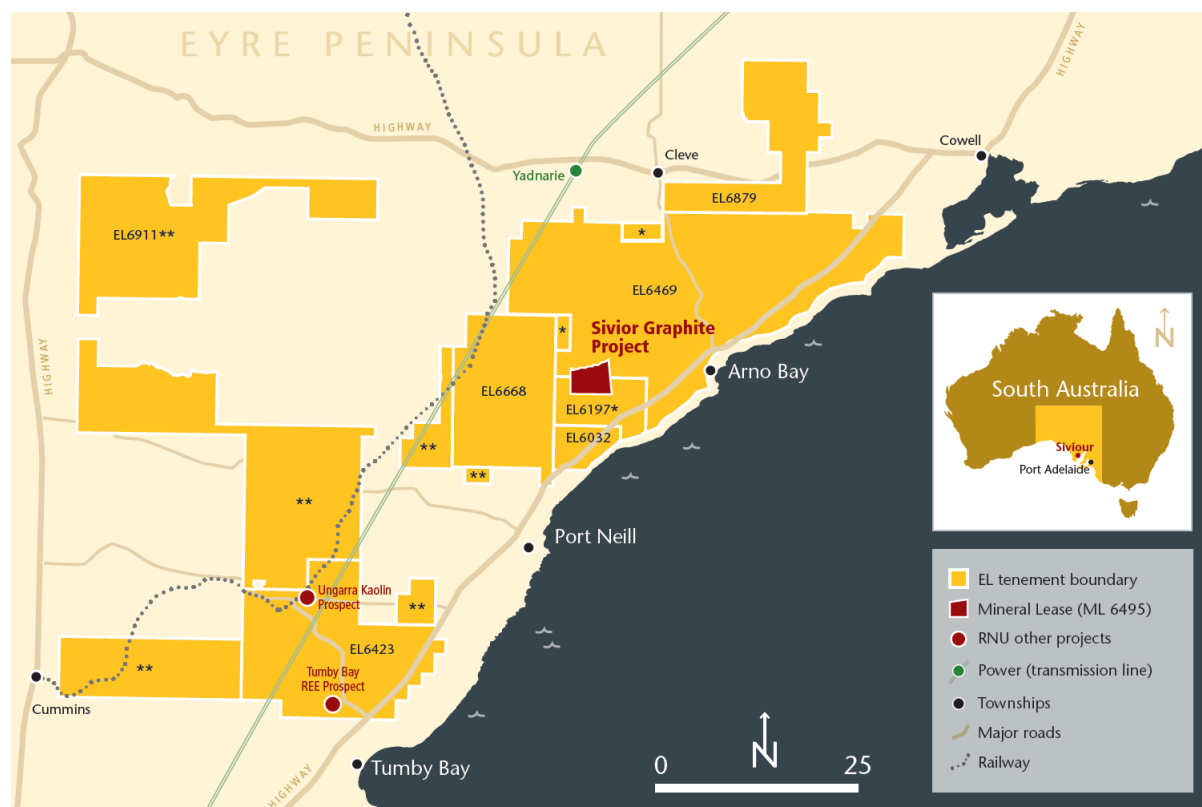 EYRE PENINSULA
HIGHWAY
HIGHWAY
Cowell
Cleve
Yadnarie
EL6879
EL6911**
*
EL6469
Sivior Graphite
Project
*
HIGHWAY
Arno Bay
EL6668
EL6197*
EL6032
**
**
**
Port Neill
Ungarra Kaolin
Prospect
**
EL6423
**
Tumby Bay
REE Prospect
Cummins
Tumby Bay
HIGHWAY
N
0 25
N
South Australia
Siviour
Port Adelaide
EL tenement boundary
Mineral Lease (ML 6495)
RNU other projects
Power (transmission line)
Townships
Major roads
Railway